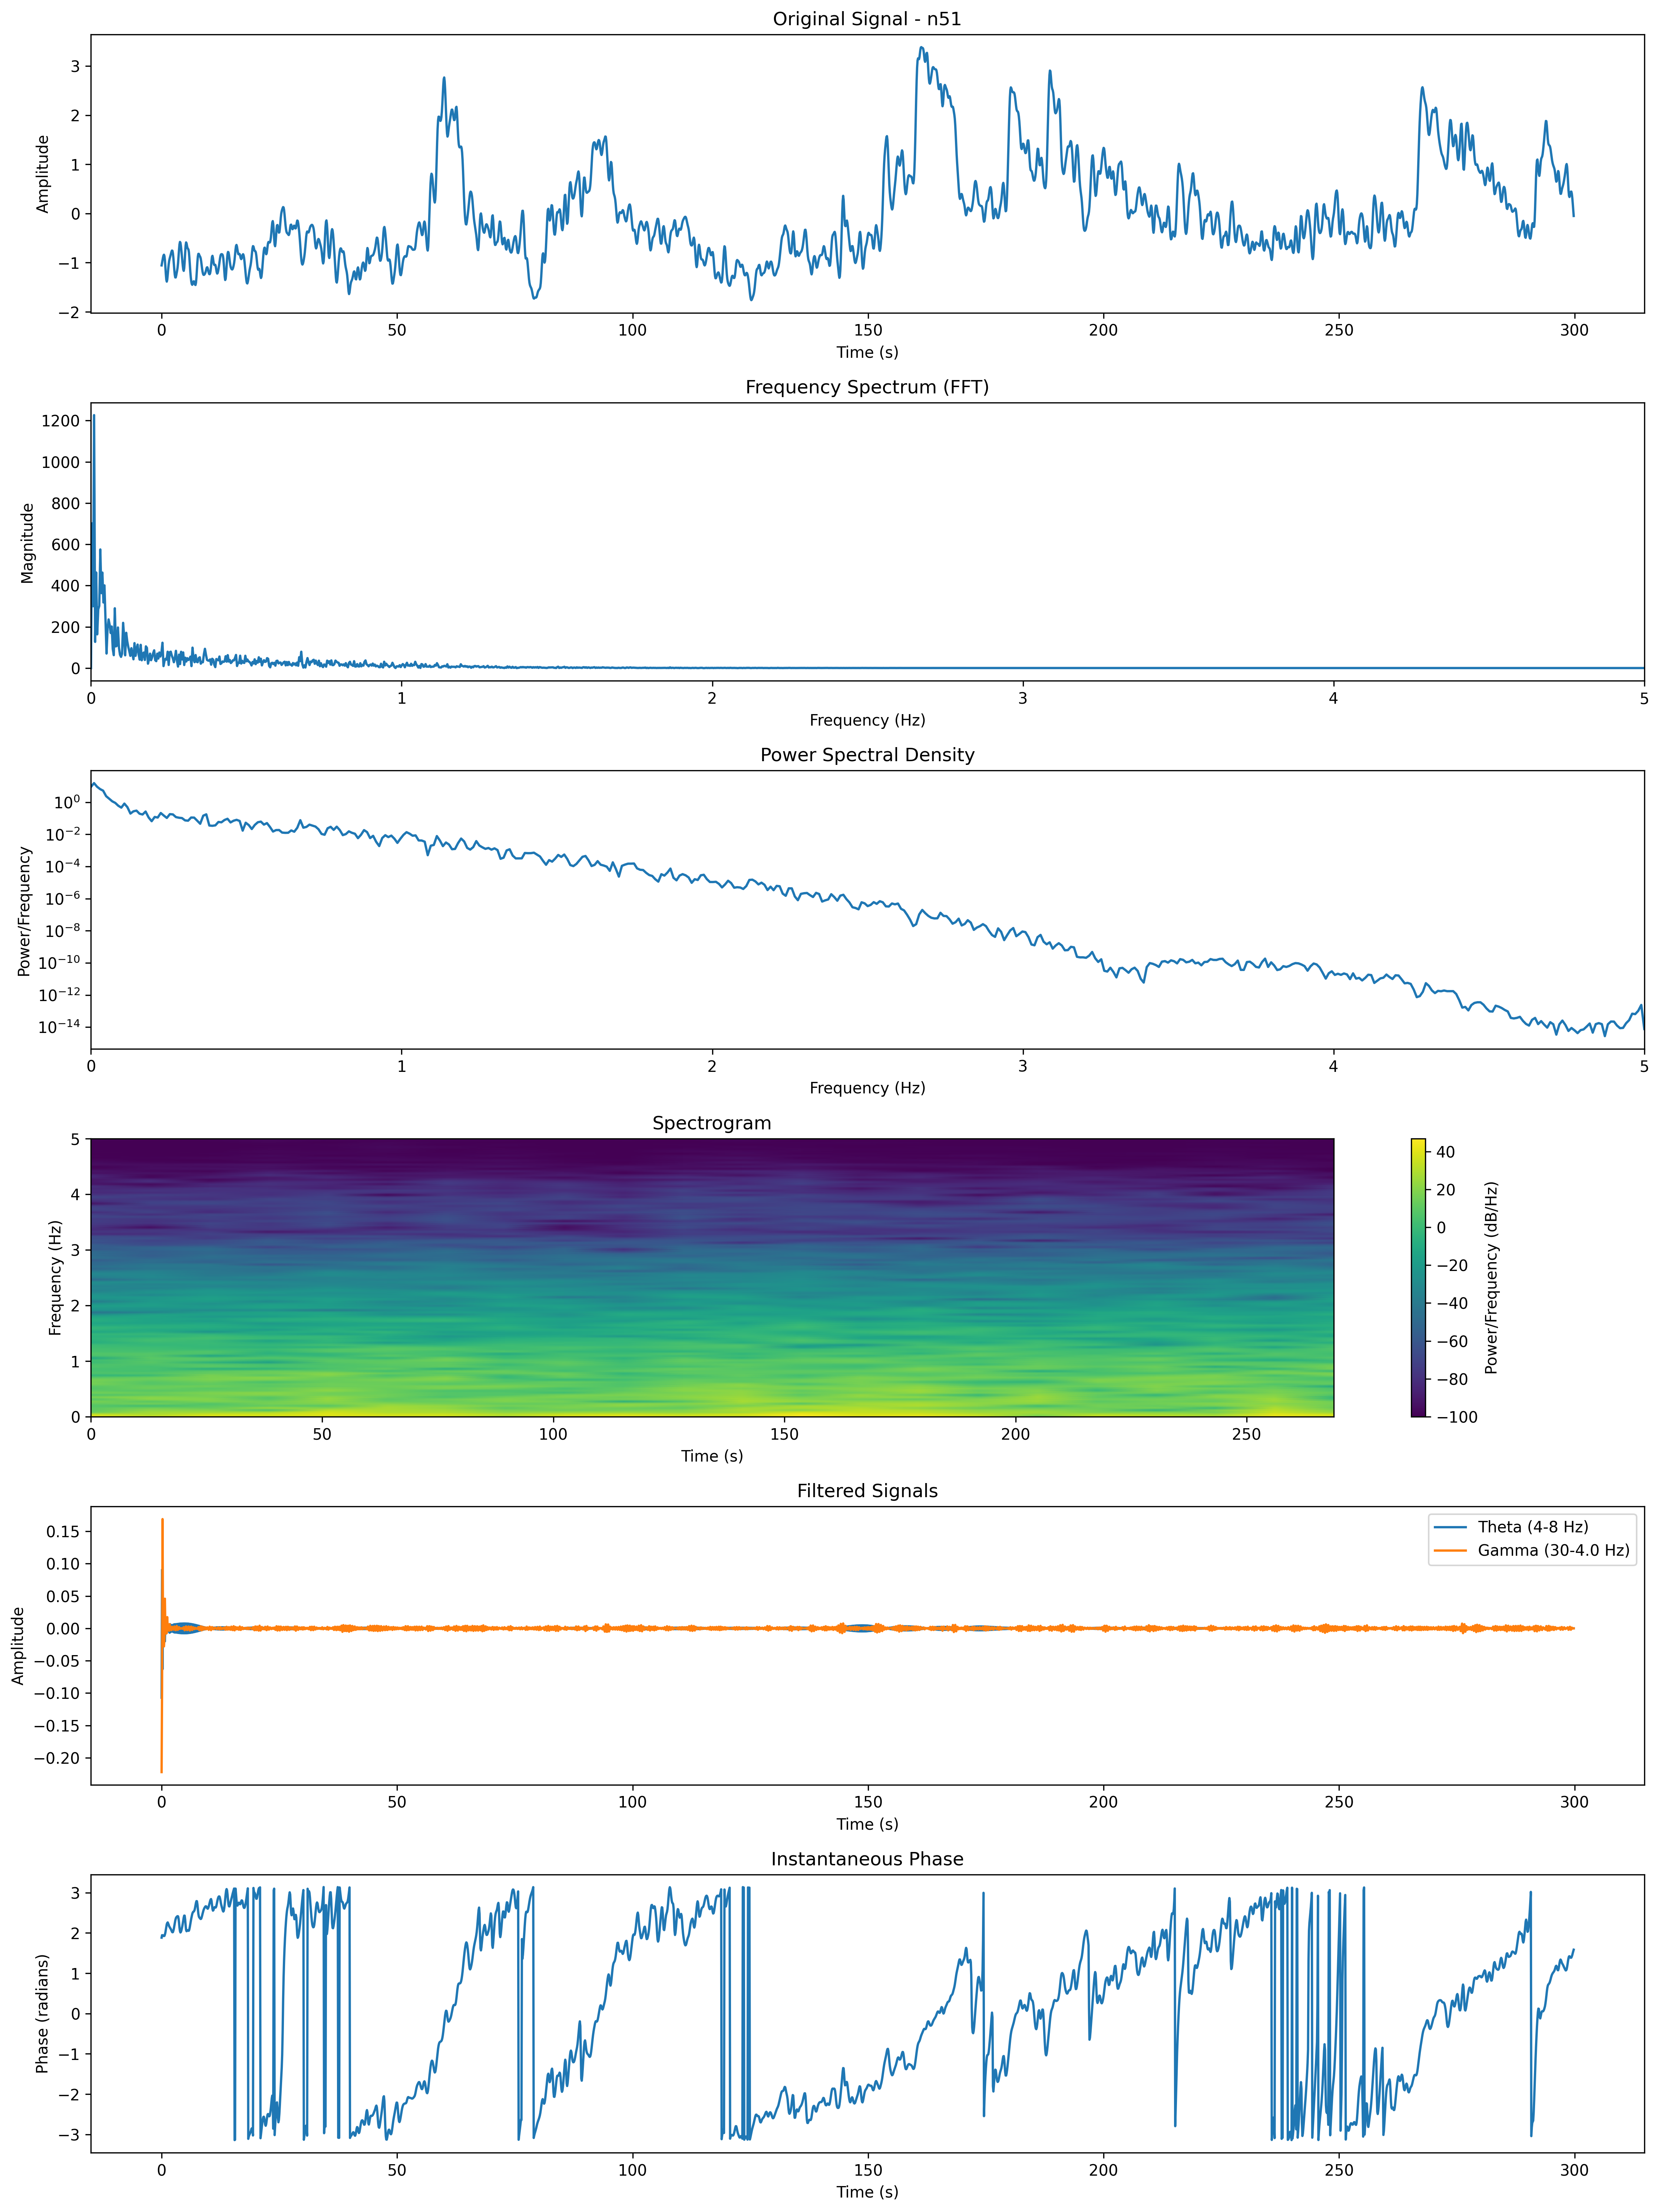 Original Signal - n51
Amplitude
3
2
1
0
−1
−2
0 50 100 150 200 250 300
Time (s)
Frequency Spectrum (FFT)
Magnitude
1200
1000
800
600
400
200
0
0 1 2 3 4 5
Frequency (Hz)
Power Spectral Density
Power/Frequency
10⁰
10⁻²
10⁻⁴
10⁻⁶
10⁻⁸
10⁻¹⁰
10⁻¹²
10⁻¹⁴
0 1 2 3 4 5
Frequency (Hz)
Spectrogram
Frequency (Hz)
5
4
3
2
1
0
0 50 100 150 200 250
Time (s)
40
20
0
−20
−40
−60
−80
−100
Power/Frequency (dB/Hz)
Filtered Signals
Amplitude
0.15
0.10
0.05
0.00
−0.05
−0.10
−0.15
−0.20
Theta (4-8 Hz)
Gamma (30-4.0 Hz)
0 50 100 150 200 250 300
Time (s)
Instantaneous Phase
Phase (radians)
3
2
1
0
−1
−2
−3
0 50 100 150 200 250 300
Time (s)